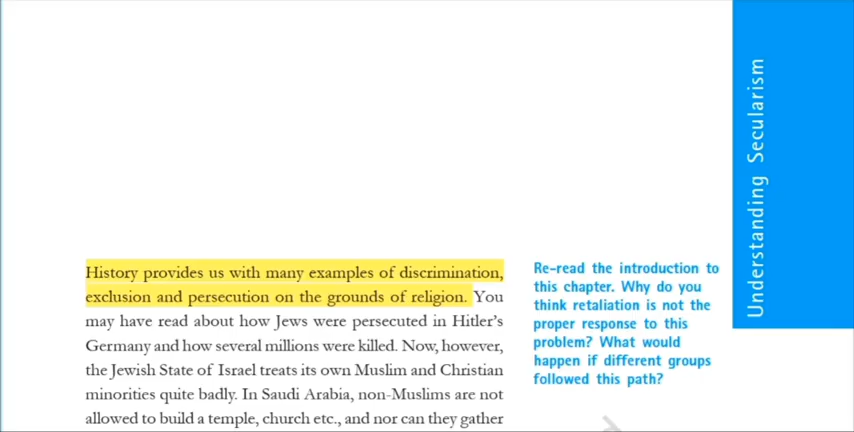 Understanding Secularism
History provides us with many examples of discrimination,
exclusion and persecution on the grounds of religion. You
may have read about how Jews were persecuted in Hitler's
Germany and how several millions were killed. Now, however,
the Jewish State of Israel treats its own Muslim and Christian
minorities quite badly. In Saudi Arabia, non-Muslims are not
allowed to build a temple, church etc., and nor can they gather
Re-read the introduction to
this chapter. Why do you
think retaliation is not the
proper response to this
problem? What would
happen if different groups
followed this path?